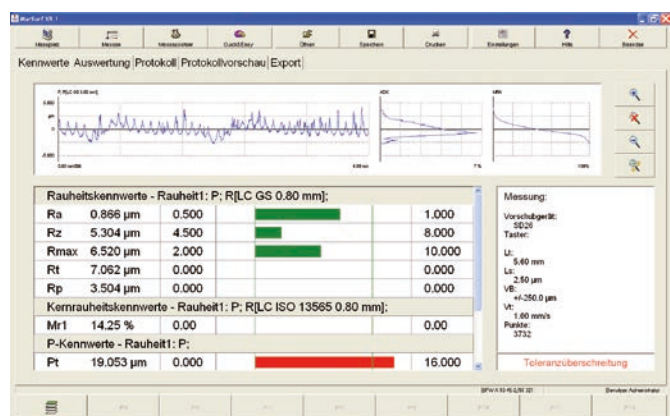 MarSurf XR 1
Messplatz Messen Messassistent Quick&Easy Öffnen Speichern Drucken Einstellungen Hilfe Beenden
Kennwerte Auswertung Protokoll Protokollvorschau Export
Rauheitskennwerte - Rauheit1: P; R[LC GS 0.80 mm];
Ra 0.866 µm 0.500 1.000
Rz 5.304 µm 4.500 8.000
Rmax 6.520 µm 2.000 10.000
Rt 7.062 µm 0.000 0.000
Rp 3.504 µm 0.000 0.000
Kernrauheitskennwerte - Rauheit1: P; R[LC ISO 13565 0.80 mm];
Mr1 14.25 % 0.00 0.00
P-Kennwerte - Rauheit1: P;
Pt 19.053 µm 0.000 16.000
Messung:
Vorschubgerät:
SD26
Taster:
Lt:
5.60 mm
Ls:
2.50 µm
VB:
+/-250.0 µm
Vt:
1.00 mm/s
Punkte:
3732
Toleranzüberschreitung
Benutzer: Administrator